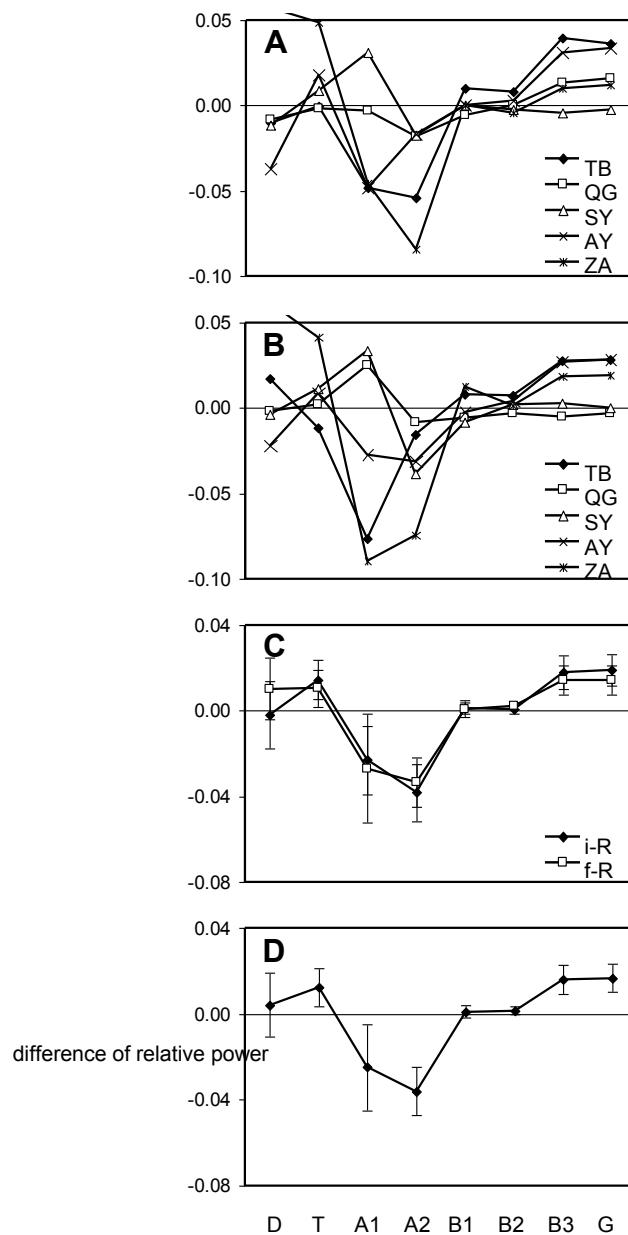 0.05
A
0.00
-0.05
-0.10
TB
QG
SY
AY
ZA
0.05
B
0.00
-0.05
-0.10
TB
QG
SY
AY
ZA
0.04
C
0.00
-0.04
-0.08
i-R
f-R
0.04
D
0.00
difference of relative power
-0.04
-0.08
D T A1 A2 B1 B2 B3 G